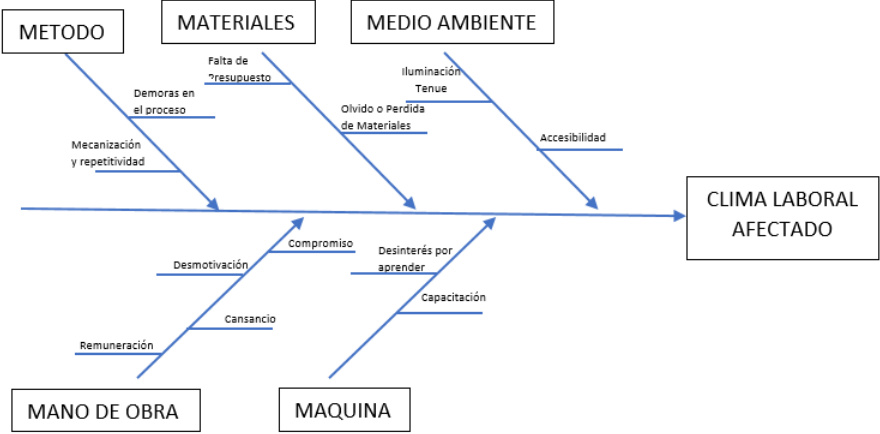 METODO
MATERIALES
MEDIO AMBIENTE
Falta de
Presupuesto
Iluminación
Tenue
Demoras en
el proceso
Olvido o Perdida
de Materiales
Accesibilidad
Mecanización
y repetitividad
CLIMA LABORAL
AFECTADO
Compromiso
Desinterés por
aprender
Desmotivación
Capacitación
Cansancio
Remuneración
MANO DE OBRA
MAQUINA